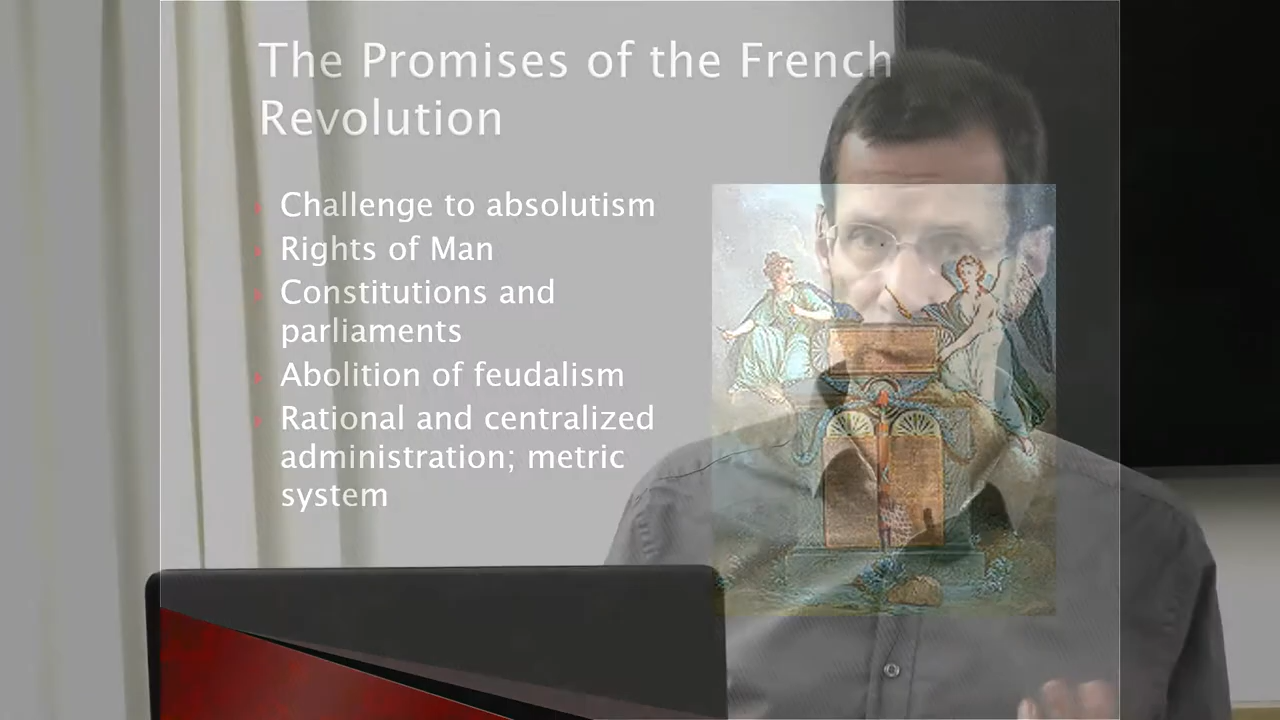 The Promises of the French
Revolution
Challenge to absolutism
Rights of Man
Constitutions and
parliaments
Abolition of feudalism
Rational and centralized
administration; metric
system